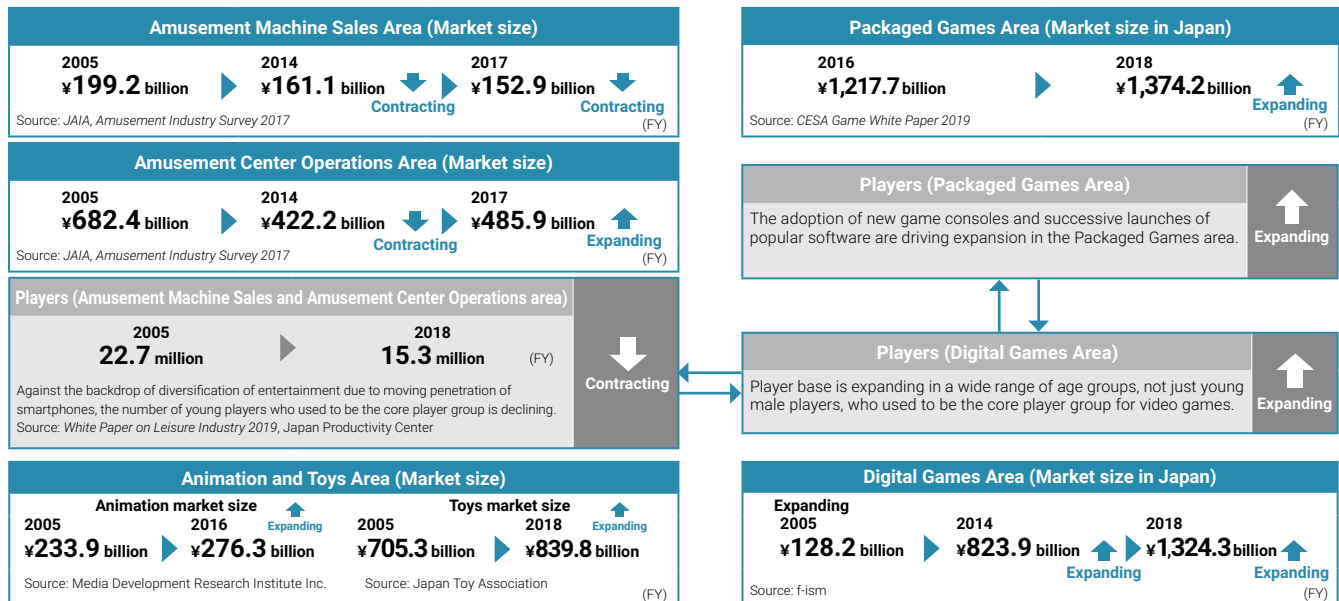 Amusement Machine Sales Area (Market size)
2005 2014 2017
¥199.2 billion ¥161.1 billion ¥152.9 billion
Contracting Contracting
Source: JAIA, Amusement Industry Survey 2017 (FY)
Amusement Center Operations Area (Market size)
2005 2014 2017
¥682.4 billion ¥422.2 billion ¥485.9 billion
Contracting Expanding
Source: JAIA, Amusement Industry Survey 2017 (FY)
Players (Amusement Machine Sales and Amusement Center Operations area)
2005 2018
22.7 million 15.3 million (FY)
Against the backdrop of diversification of entertainment due to moving penetration of
smartphones, the number of young players who used to be the core player group is declining.
Source: White Paper on Leisure Industry 2019, Japan Productivity Center
Contracting
Animation and Toys Area (Market size)
Animation market size Toys market size
2005 2016 Expanding 2005 2018 Expanding
¥233.9 billion ¥276.3 billion ¥705.3 billion ¥839.8 billion
Source: Media Development Research Institute Inc. Source: Japan Toy Association (FY)
Packaged Games Area (Market size in Japan)
2016 2018
¥1,217.7 billion ¥1,374.2 billion
Expanding
Source: CESA Game White Paper 2019 (FY)
Players (Packaged Games Area)
The adoption of new game consoles and successive launches of
popular software are driving expansion in the Packaged Games area.
Expanding
Players (Digital Games Area)
Player base is expanding in a wide range of age groups, not just young
male players, who used to be the core player group for video games.
Expanding
Digital Games Area (Market size in Japan)
Expanding
2005 2014 2018
¥128.2 billion ¥823.9 billion ¥1,324.3 billion
Expanding Expanding
Source: f-ism (FY)